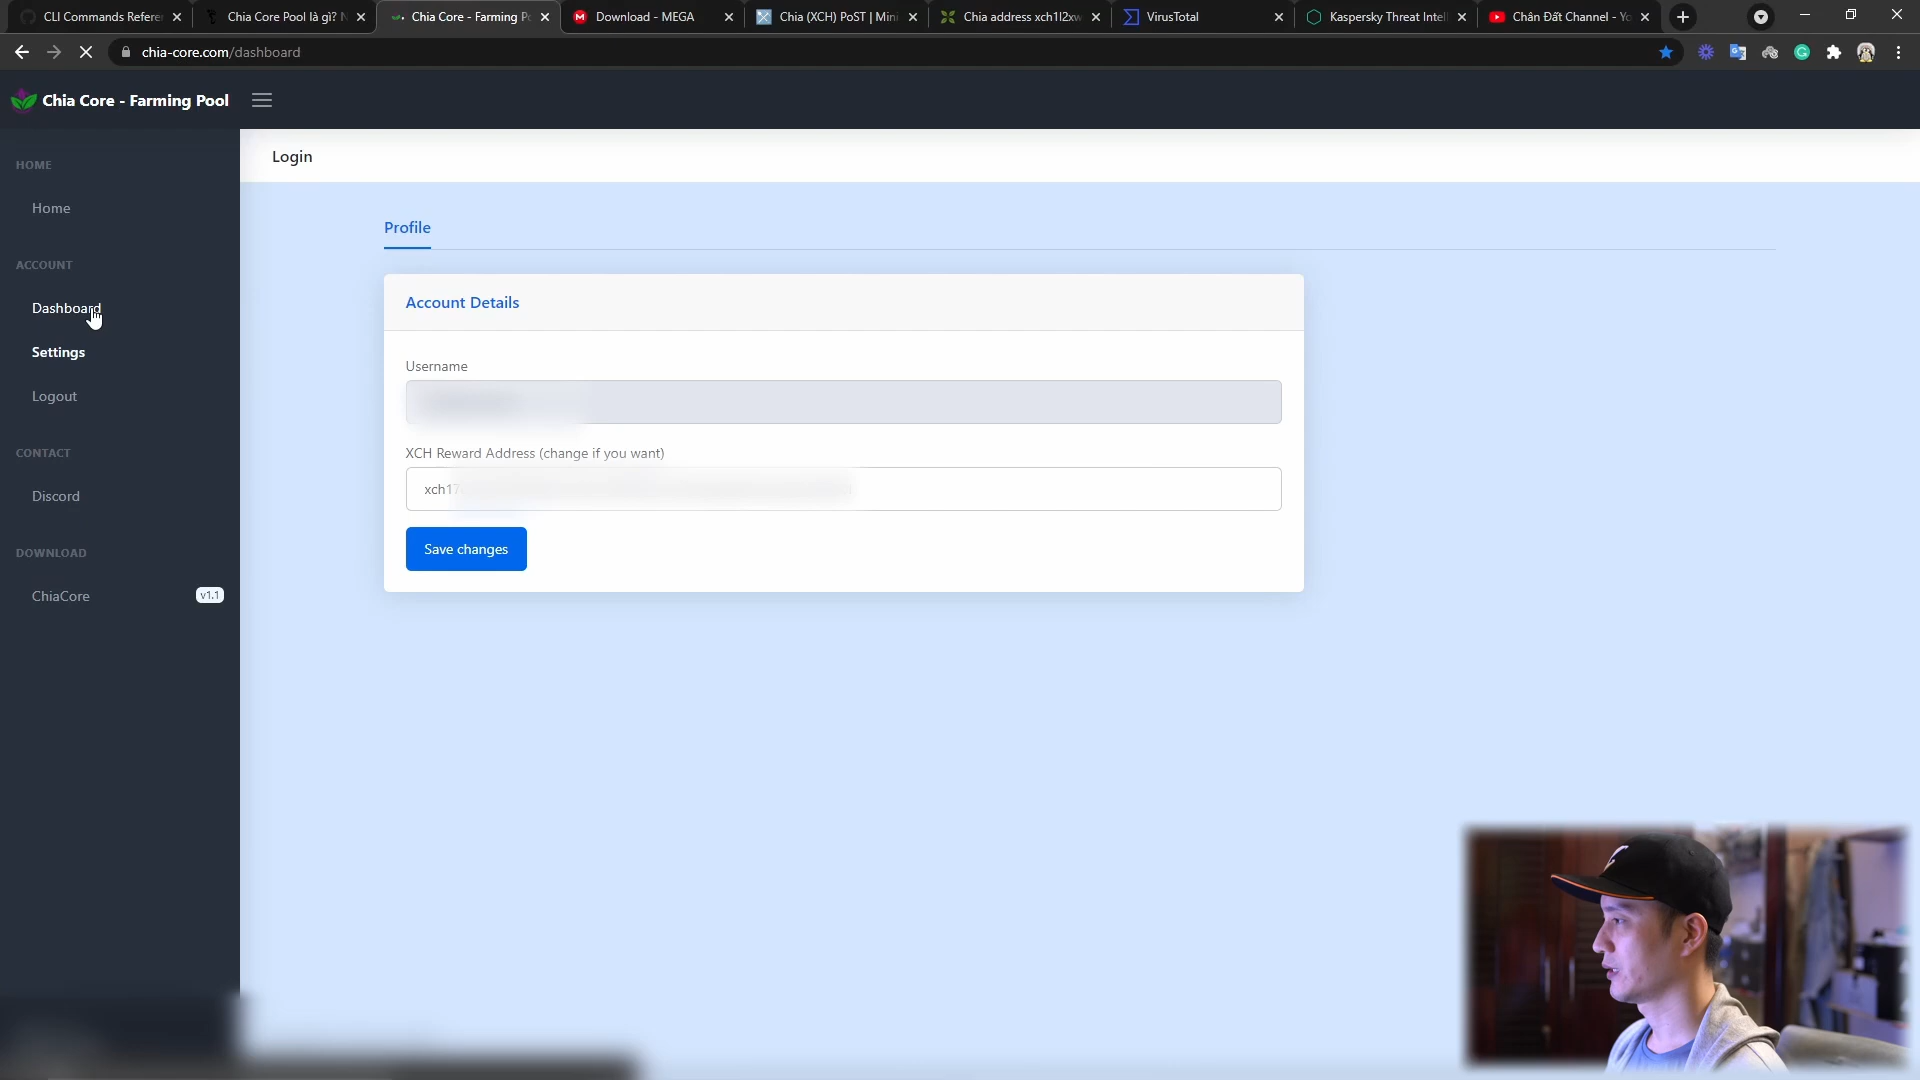 CLI Commands Referen
Chia Core Pool là gì? N
Chia Core - Farming P
Download - MEGA
Chia (XCH) PoST | Mini
Chia address xch1l2xw
VirusTotal
Kaspersky Threat Intell
Chân Đất Channel - Yo
chia-core.com/dashboard
Chia Core - Farming Pool
Login
HOME
Home
ACCOUNT
Dashboard
Settings
Logout
CONTACT
Discord
DOWNLOAD
ChiaCore
v1.1
Profile
Account Details
Username
XCH Reward Address (change if you want)
xch17
Save changes